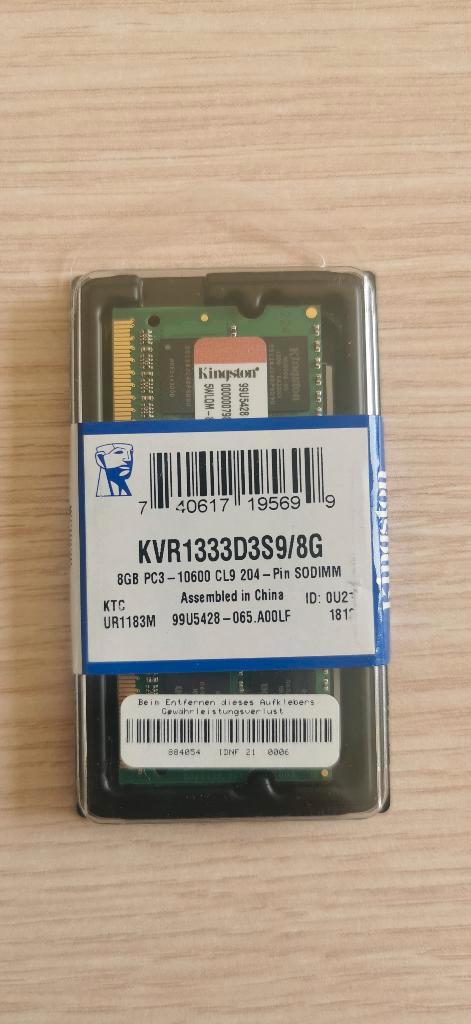 Kingston
99U5428
5WLQM-
7 40617 19569 9
KVR1333D3S9/8G
8GB PC3-10600 CL9 204-Pin SODIMM
KTC
Assembled in China
ID: 0U2
UR1183M
99U5428-065.A00LF
181
Kingston
Beim Entfernen dieses Aufklebers
Gewährleistungsverlust
884054 IDNF 21 0006